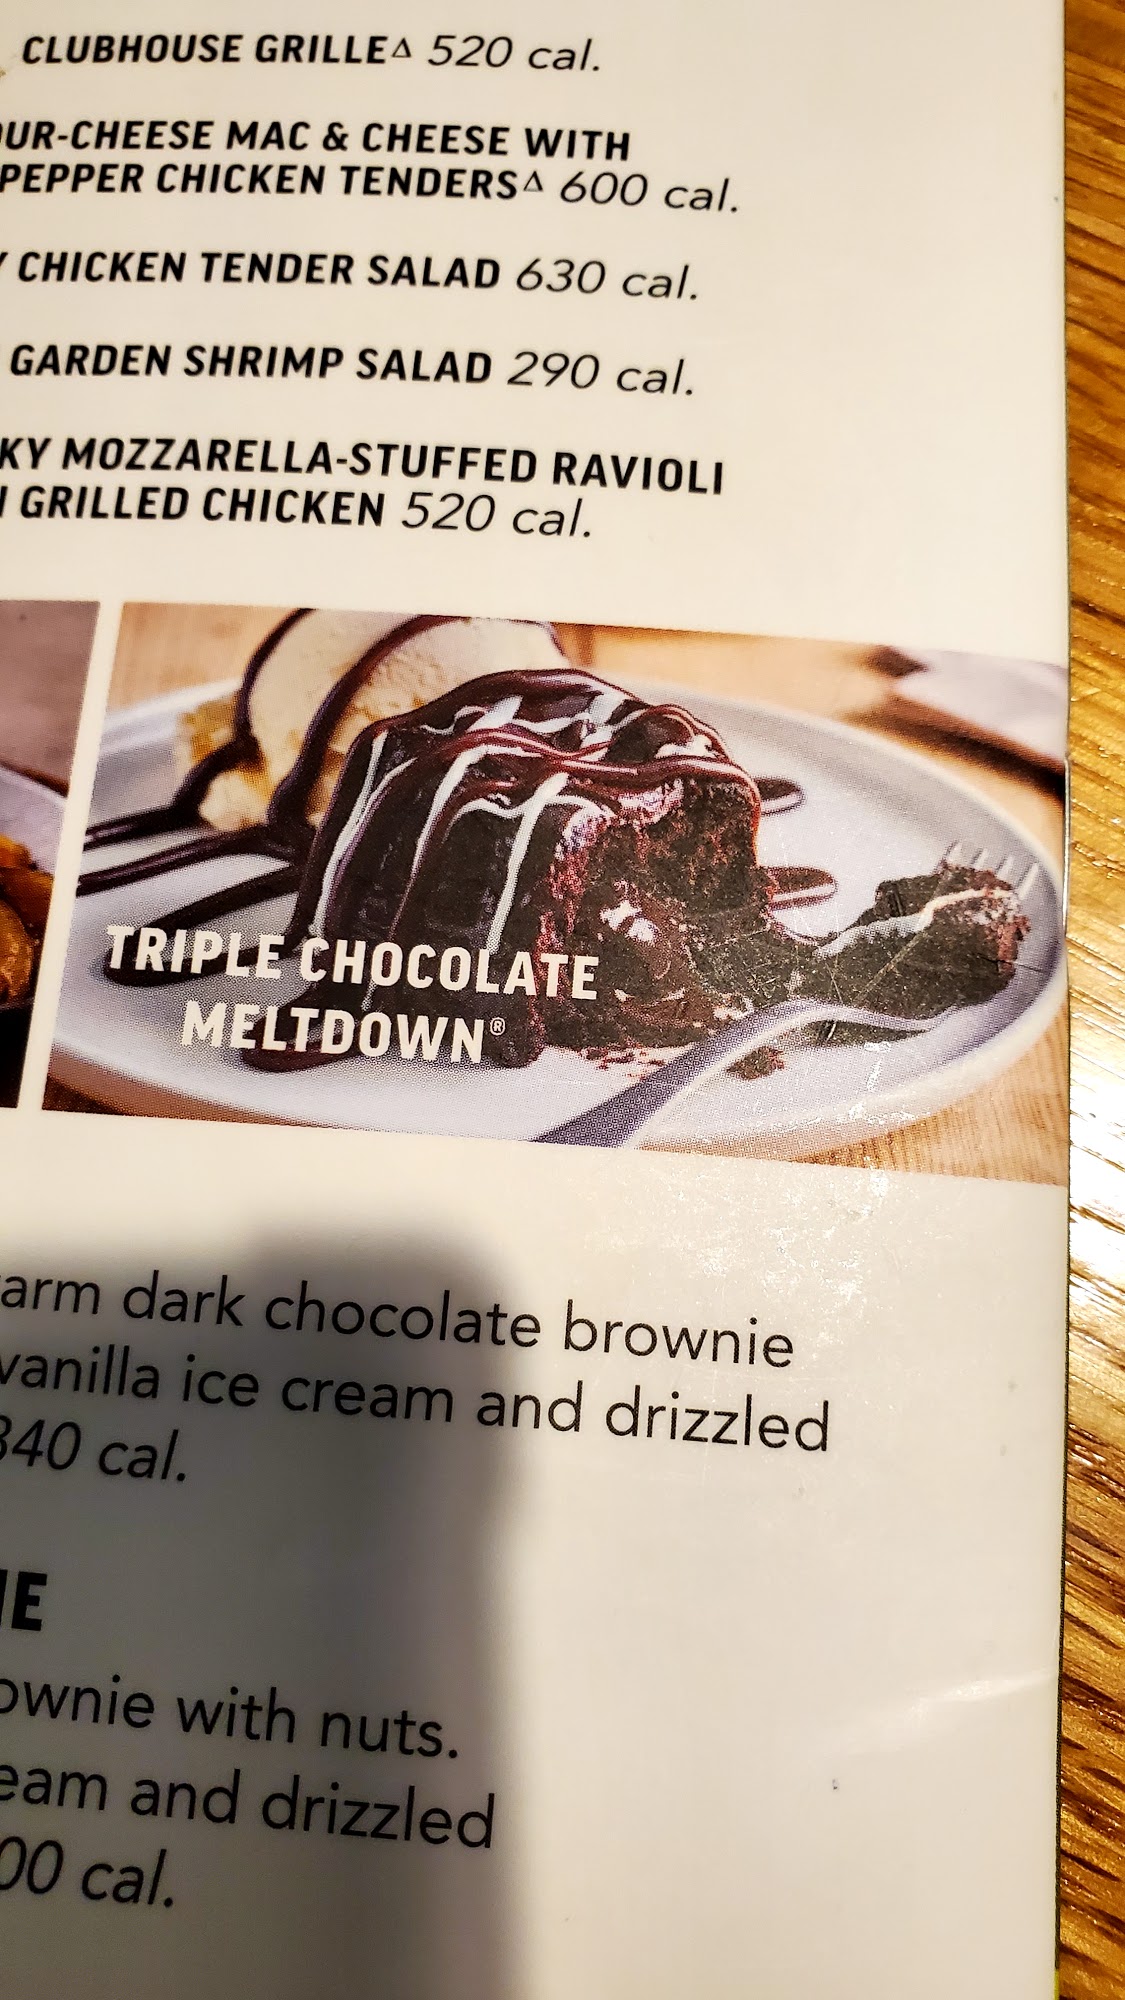 CLUBHOUSE GRILLE∆ 520 cal.
OUR-CHEESE MAC & CHEESE WITH
PEPPER CHICKEN TENDERS∆ 600 cal.
CHICKEN TENDER SALAD 630 cal.
GARDEN SHRIMP SALAD 290 cal.
KY MOZZARELLA-STUFFED RAVIOLI
GRILLED CHICKEN 520 cal.
TRIPLE CHOCOLATE
MELTDOWN®
arm dark chocolate brownie
vanilla ice cream and drizzled
340 cal.
IE
ownie with nuts.
eam and drizzled
00 cal.